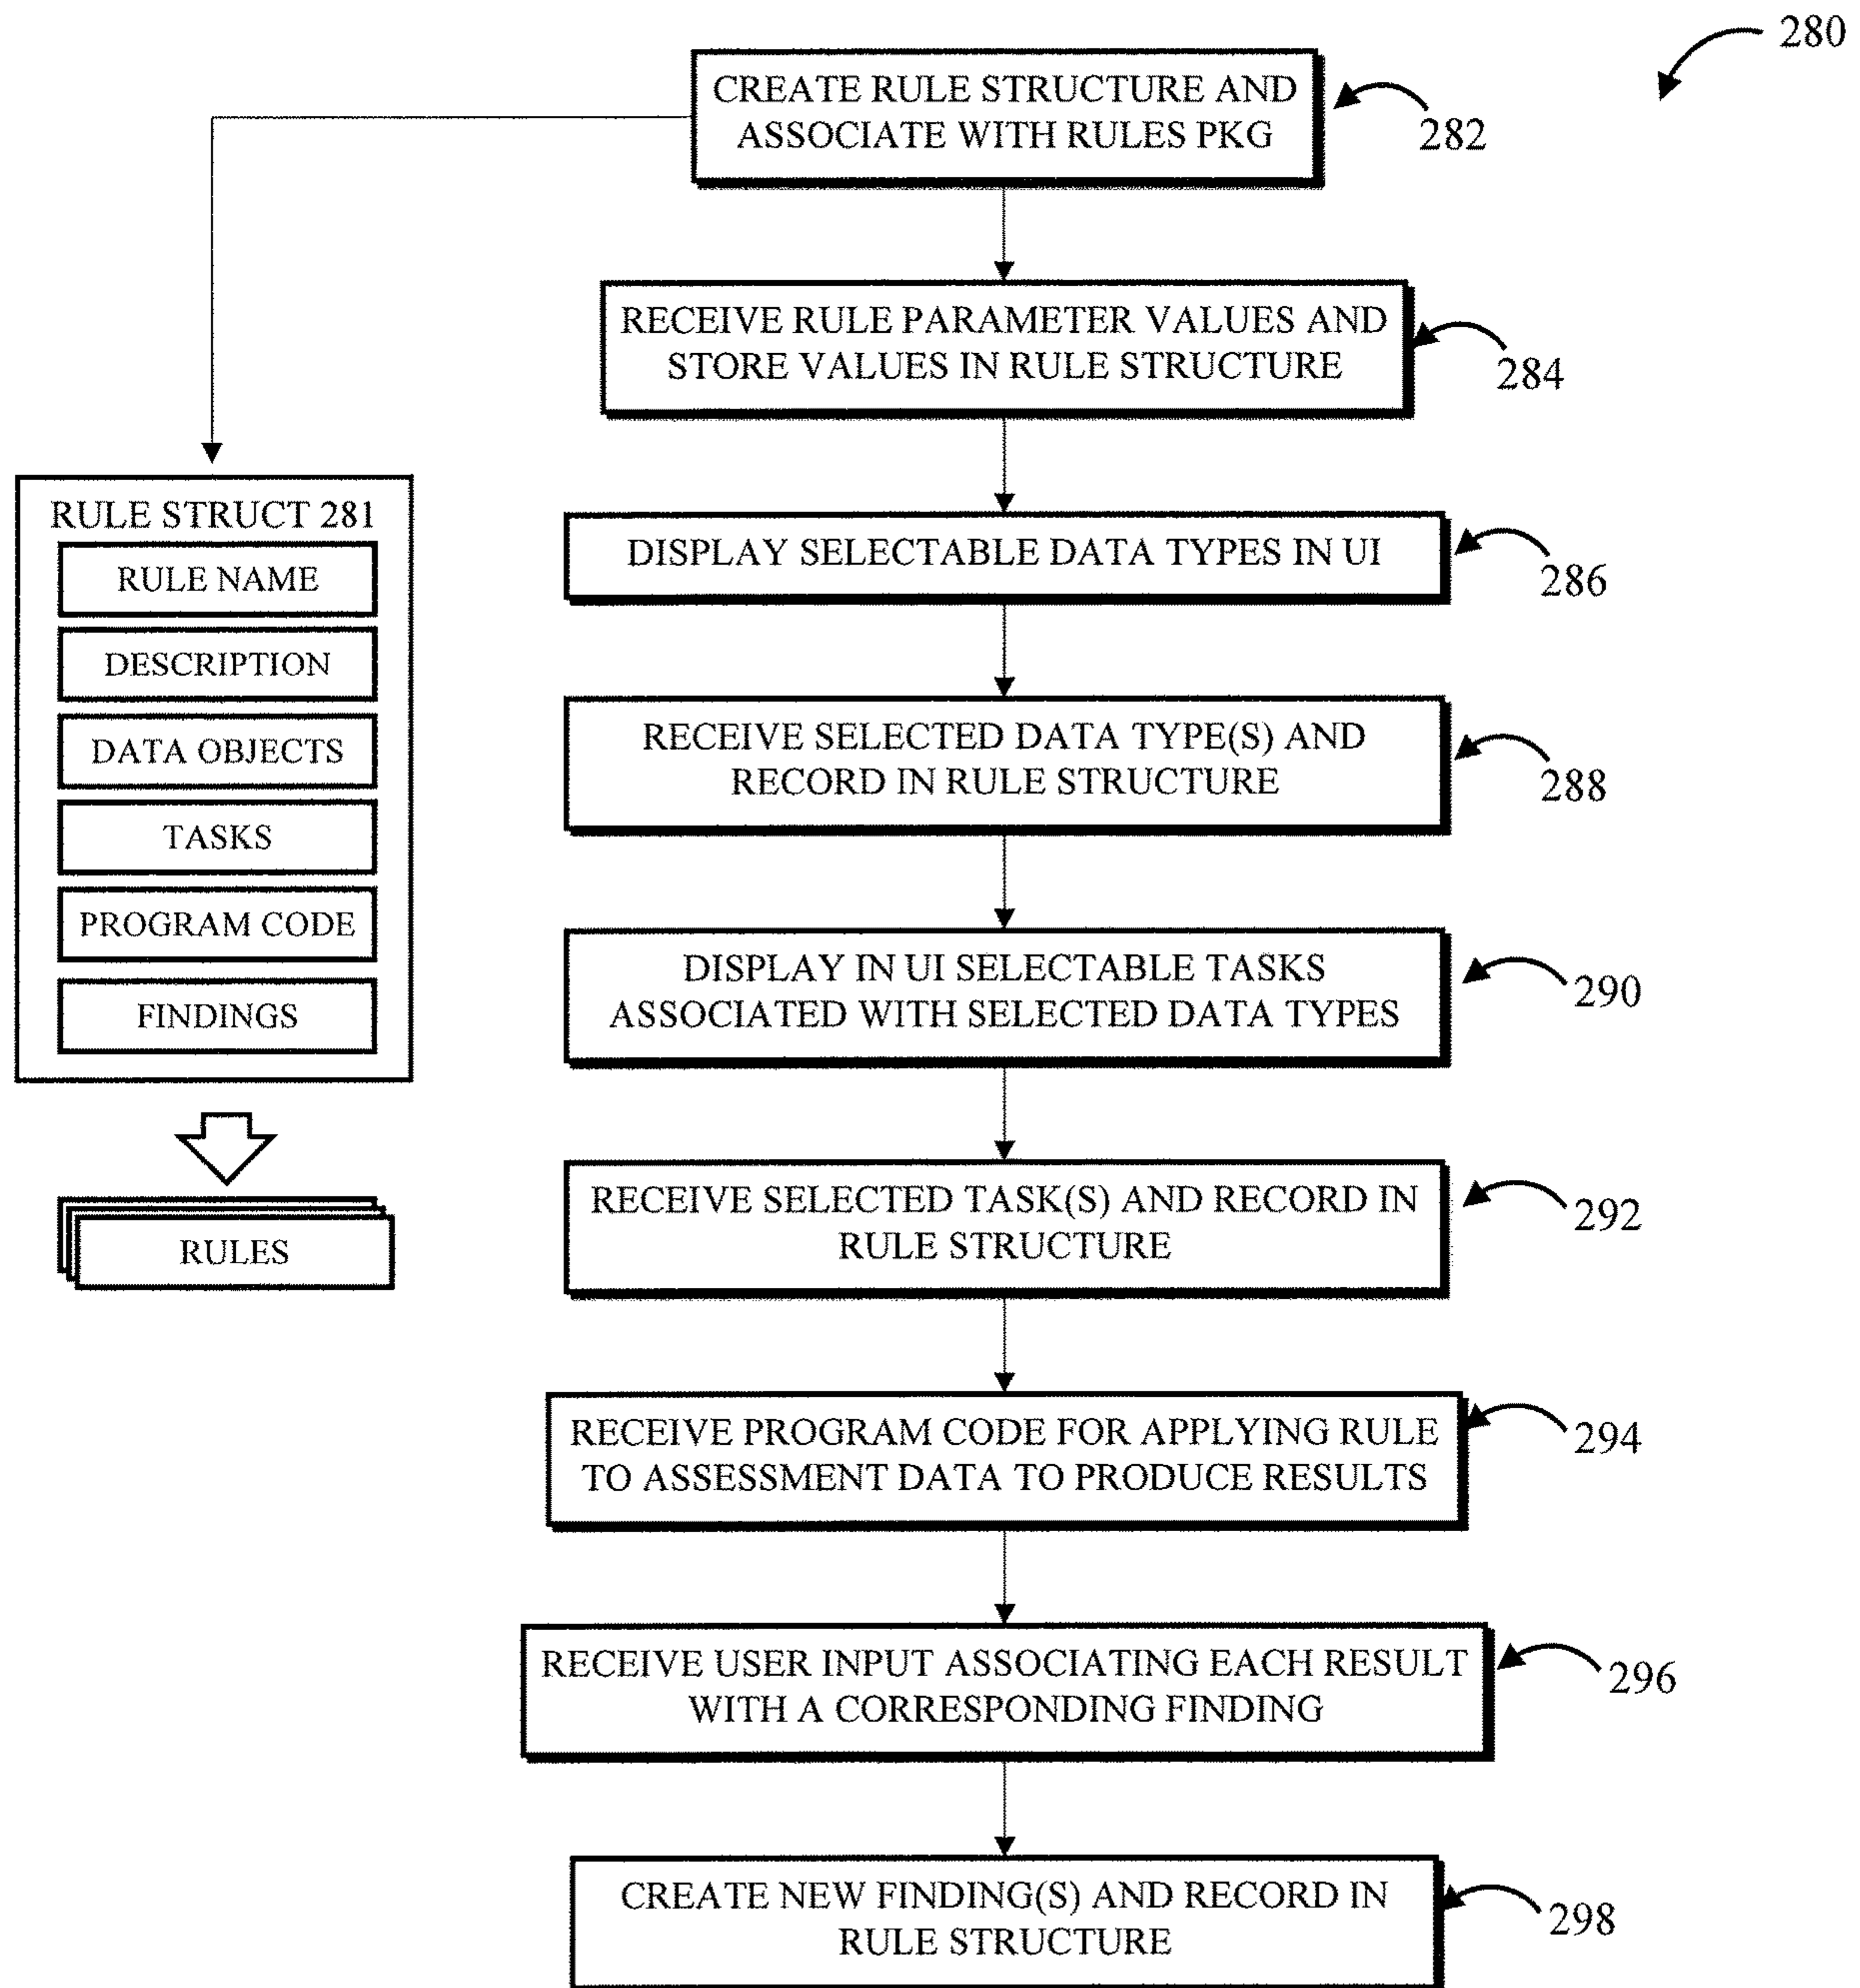 280
CREATE RULE STRUCTURE AND
ASSOCIATE WITH RULES PKG
282
RECEIVE RULE PARAMETER VALUES AND
STORE VALUES IN RULE STRUCTURE
284
RULE STRUCT 281
RULE NAME
DESCRIPTION
DATA OBJECTS
TASKS
PROGRAM CODE
FINDINGS
RULES
DISPLAY SELECTABLE DATA TYPES IN UI
286
RECEIVE SELECTED DATA TYPE(S) AND
RECORD IN RULE STRUCTURE
288
DISPLAY IN UI SELECTABLE TASKS
ASSOCIATED WITH SELECTED DATA TYPES
290
RECEIVE SELECTED TASK(S) AND RECORD IN
RULE STRUCTURE
292
RECEIVE PROGRAM CODE FOR APPLYING RULE
TO ASSESSMENT DATA TO PRODUCE RESULTS
294
RECEIVE USER INPUT ASSOCIATING EACH RESULT
WITH A CORRESPONDING FINDING
296
CREATE NEW FINDING(S) AND RECORD IN
RULE STRUCTURE
298